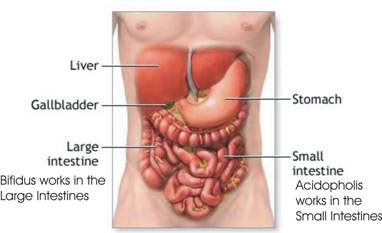 Liver
Gallbladder
Stomach
Large
intestine
Bifidus works in the
Large Intestines
Small
intestine
Acidopholis
works in the
Small Intestines